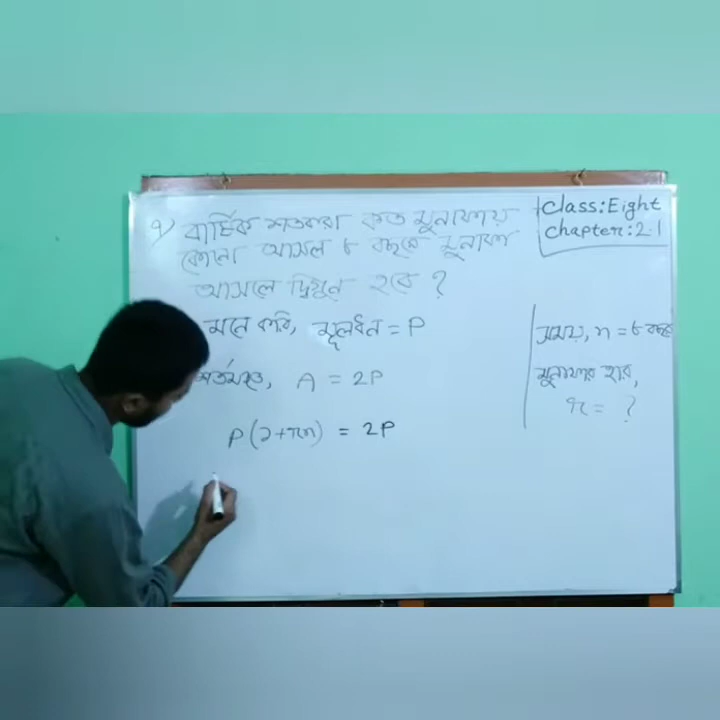 ৭) বার্ষিক শতকরা কত মুনাফায়
কোনো আসল ৮ বছরে মুনাফা
আসলে দ্বিগুন হবে ?
Class: Eight
Chapter: 2.1
মনে করি, মূলধন = P
শর্তমতে, A = 2P
P(১+rn) = 2P
সময়, n = ৮ বছর
মুনাফার হার,
r = ?